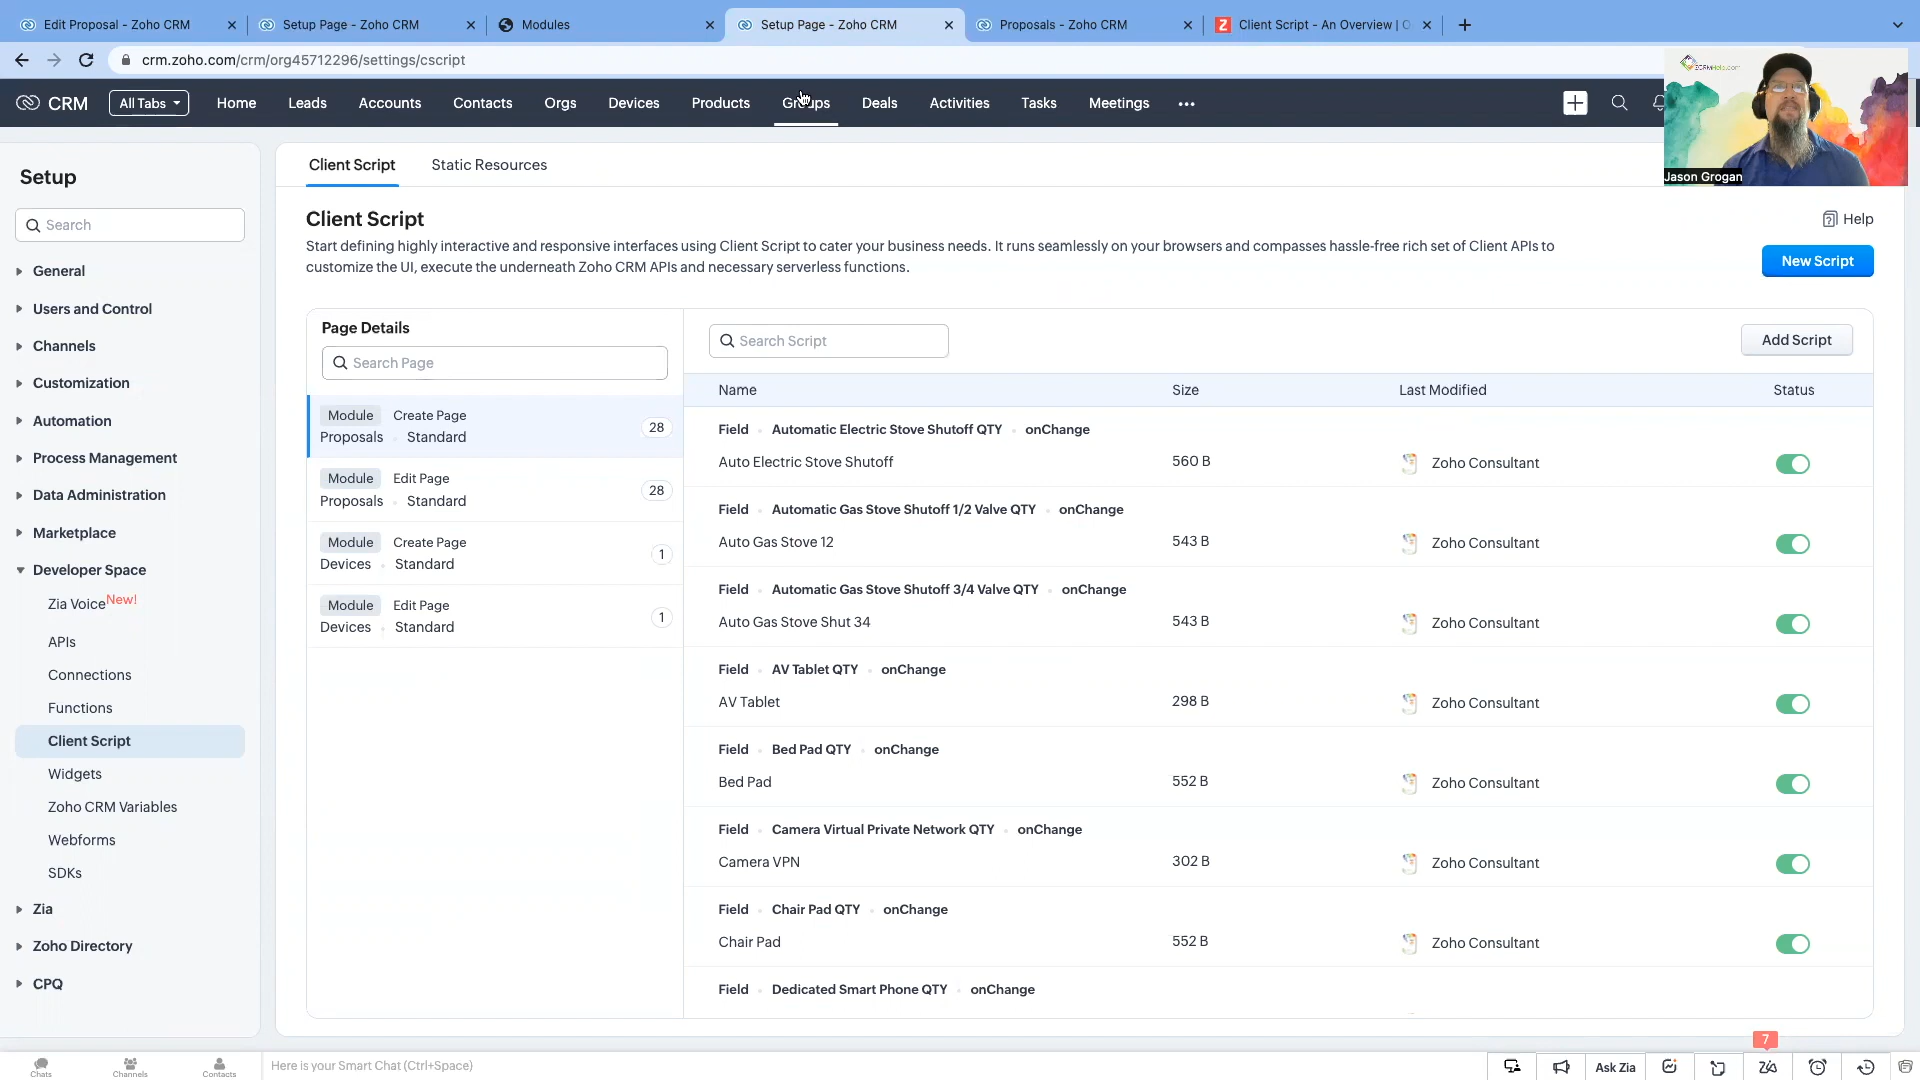 Edit Proposal - Zoho CRM
Setup Page - Zoho CRM
Modules
Setup Page - Zoho CRM
Proposals - Zoho CRM
Client Script - An Overview | O
crm.zoho.com/crm/org45712296/settings/cscript
CRM
All Tabs
Home
Leads
Accounts
Contacts
Orgs
Devices
Products
Groups
Deals
Activities
Tasks
Meetings
Jason Grogan
Setup
Search
General
Users and Control
Channels
Customization
Automation
Process Management
Data Administration
Marketplace
Developer Space
Zia Voice New!
APIs
Connections
Functions
Client Script
Widgets
Zoho CRM Variables
Webforms
SDKs
Zia
Zoho Directory
CPQ
Client Script
Static Resources
Client Script
Help
Start defining highly interactive and responsive interfaces using Client Script to cater your business needs. It runs seamlessly on your browsers and compasses hassle-free rich set of Client APIs to
customize the UI, execute the underneath Zoho CRM APIs and necessary serverless functions.
New Script
Page Details
Search Page
Module Create Page
Proposals Standard
28
Module Edit Page
Proposals Standard
28
Module Create Page
Devices Standard
1
Module Edit Page
Devices Standard
1
Search Script
Add Script
Name Size Last Modified Status
Field Automatic Electric Stove Shutoff QTY onChange
Auto Electric Stove Shutoff 560 B Zoho Consultant
Field Automatic Gas Stove Shutoff 1/2 Valve QTY onChange
Auto Gas Stove 12 543 B Zoho Consultant
Field Automatic Gas Stove Shutoff 3/4 Valve QTY onChange
Auto Gas Stove Shut 34 543 B Zoho Consultant
Field AV Tablet QTY onChange
AV Tablet 298 B Zoho Consultant
Field Bed Pad QTY onChange
Bed Pad 552 B Zoho Consultant
Field Camera Virtual Private Network QTY onChange
Camera VPN 302 B Zoho Consultant
Field Chair Pad QTY onChange
Chair Pad 552 B Zoho Consultant
Field Dedicated Smart Phone QTY onChange
Chats
Channels
Contacts
Here is your Smart Chat (Ctrl+Space)
Ask Zia
7